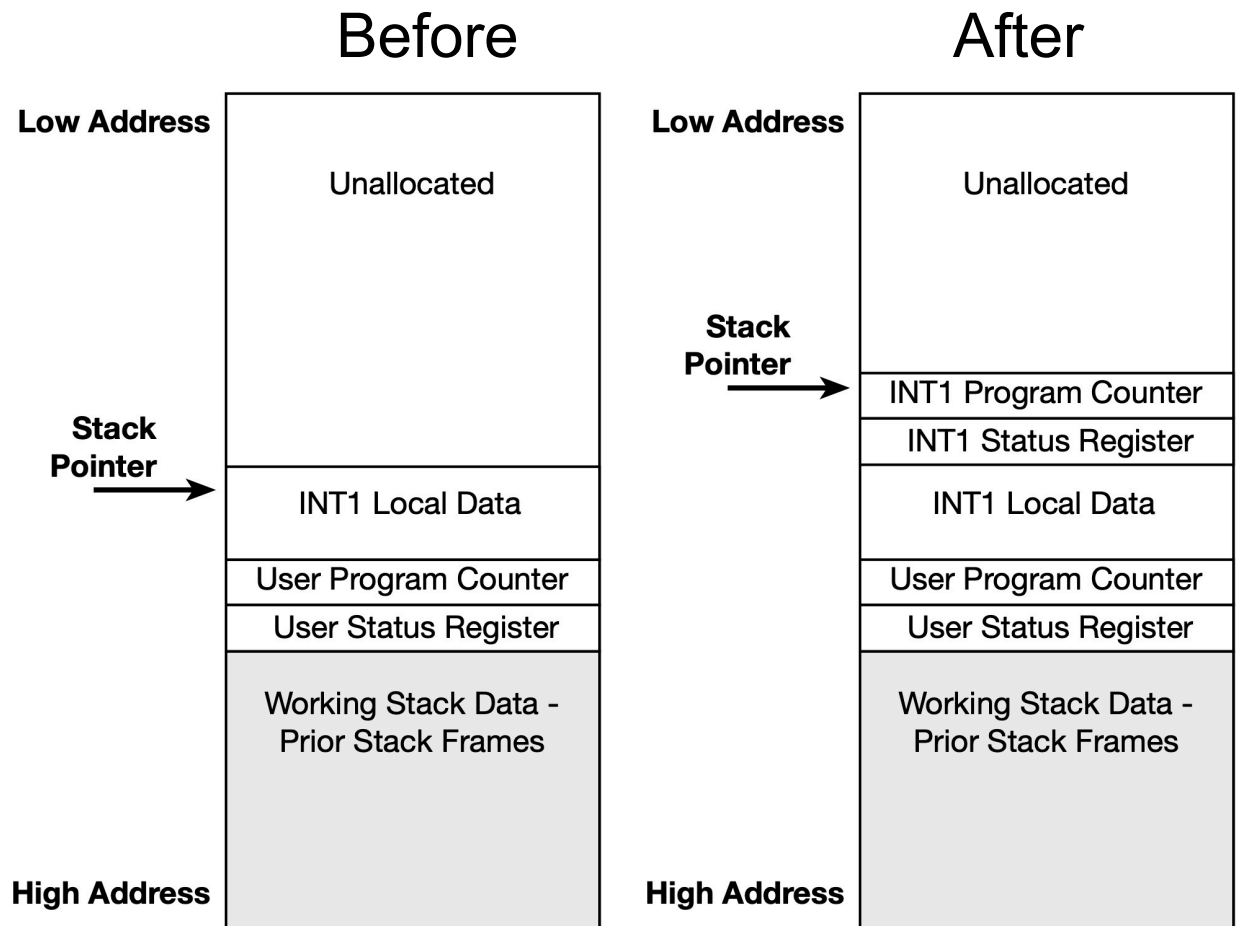 Before
Low Address
Unallocated
Stack
Pointer
INT1 Local Data
User Program Counter
User Status Register
Working Stack Data -
Prior Stack Frames
High Address
After
Low Address
Unallocated
Stack
Pointer
INT1 Program Counter
INT1 Status Register
INT1 Local Data
User Program Counter
User Status Register
Working Stack Data -
Prior Stack Frames
High Address